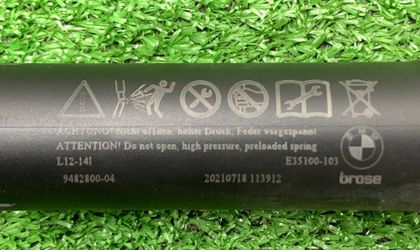 ACHTUNG! Nicht öffnen, hoher Druck, Feder vorgespannt
ATTENTION! Do not open, high pressure, preloaded spring
L12-141 E35100-103
9482800-04 20210718 113912 brose